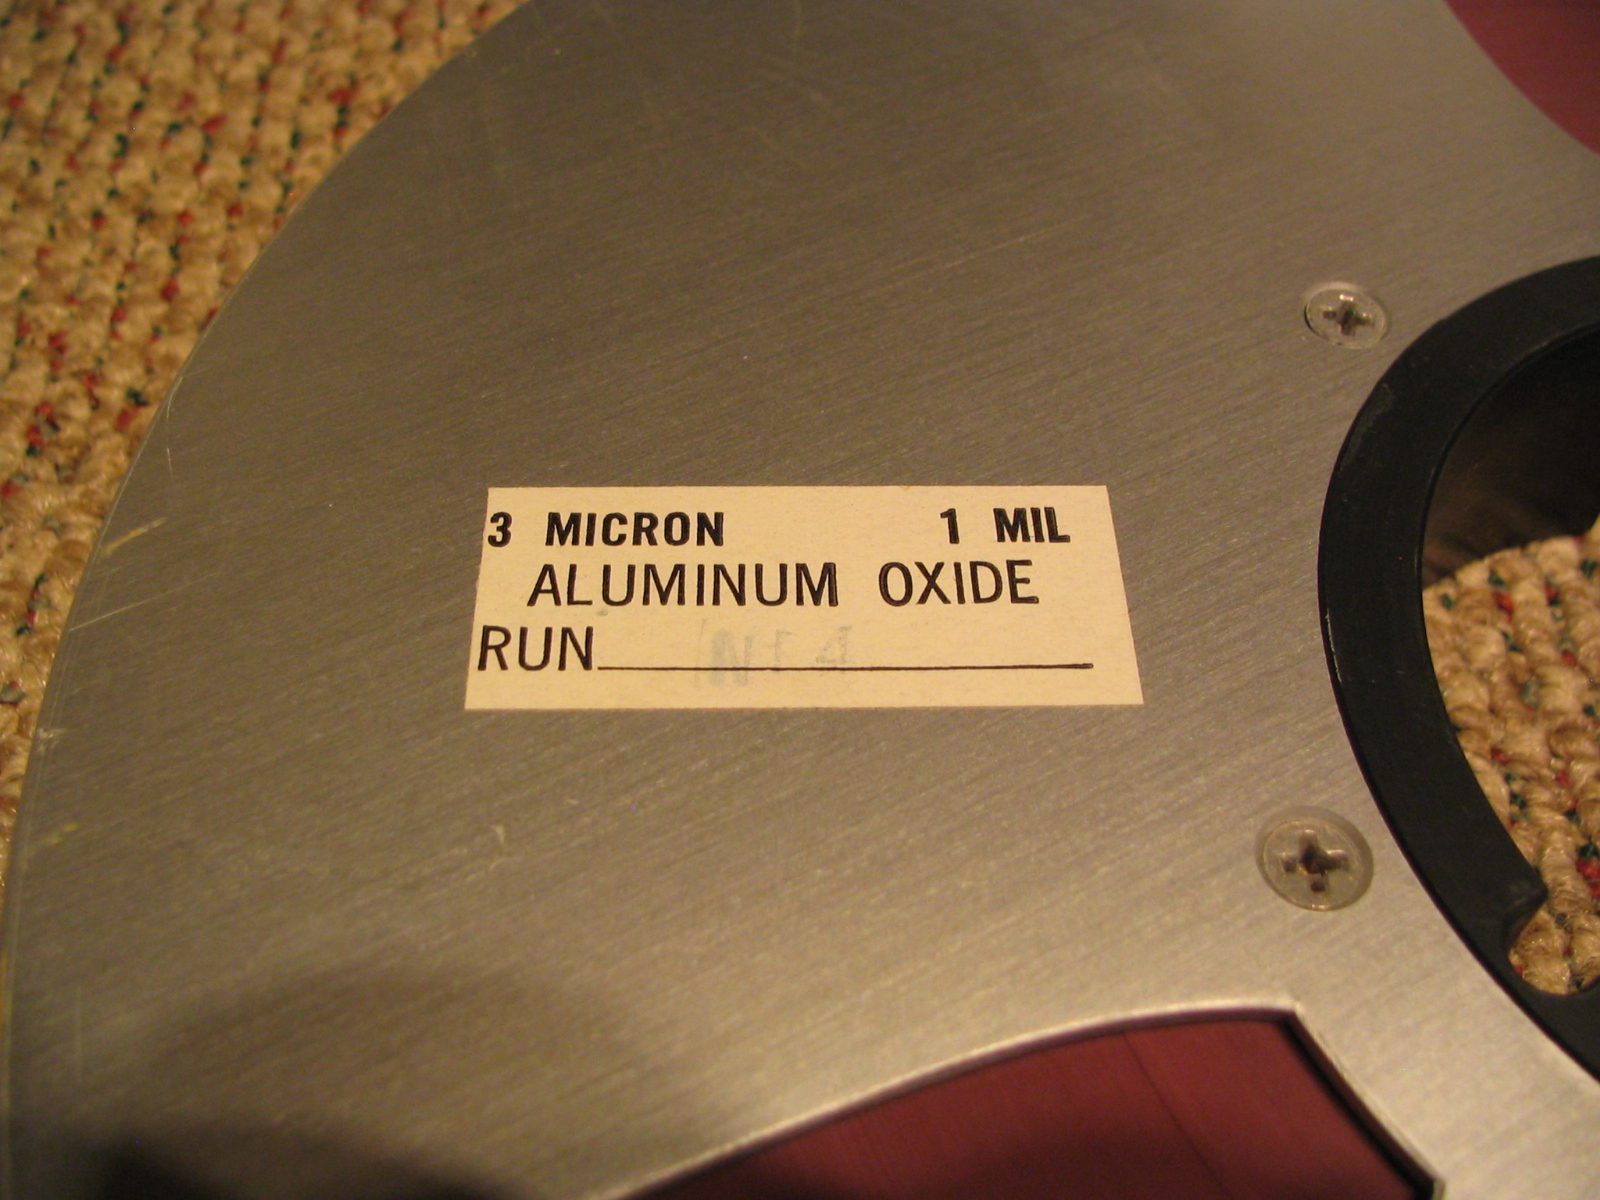 3 MICRON 1 MIL
ALUMINUM OXIDE
RUN